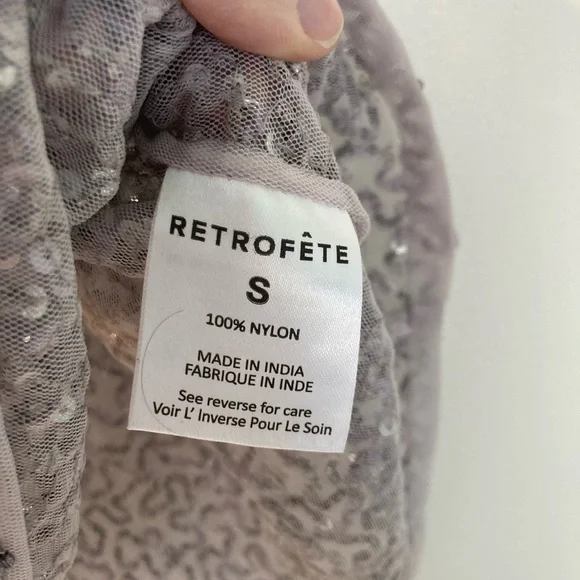 RETROFÊTE
S
100% NYLON
MADE IN INDIA
FABRIQUE IN INDE
See reverse for care
Voir L' Inverse Pour Le Soin